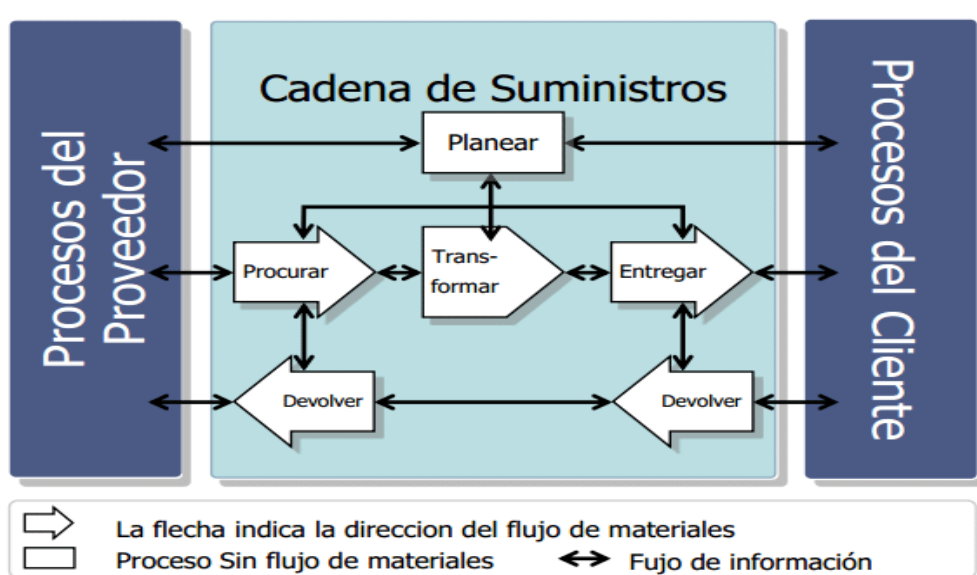 Procesos del
Proveedor
Cadena de Suministros
Planear
Procurar
Trans-
formar
Entregar
Devolver
Devolver
Procesos del Cliente
La flecha indica la direccion del flujo de materiales
Proceso Sin flujo de materiales
Fujo de información